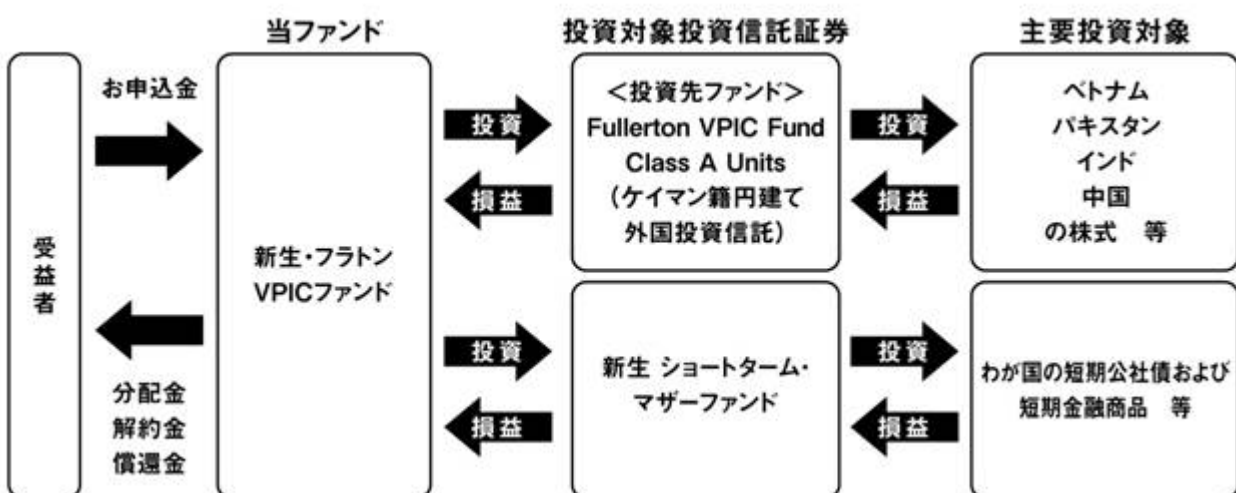 当ファンド
投資対象投資信託証券
主要投資対象
受益者
お申込金
分配金
解約金
償還金
新生・フラトン
VPICファンド
投資
損益
＜投資先ファンド＞
Fullerton VPIC Fund
Class A Units
（ケイマン籍円建て
外国投資信託）
投資
損益
ベトナム
パキスタン
インド
中国
の株式　等
投資
損益
新生 ショートターム・
マザーファンド
投資
損益
わが国の短期公社債および
短期金融商品　等